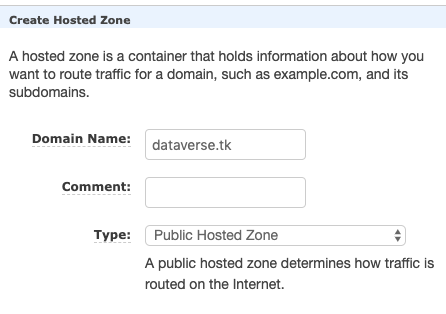 Create Hosted Zone
A hosted zone is a container that holds information about how you
want to route traffic for a domain, such as example.com, and its
subdomains.
Domain Name: dataverse.tk
Comment:
Type: Public Hosted Zone
A public hosted zone determines how traffic is
routed on the Internet.